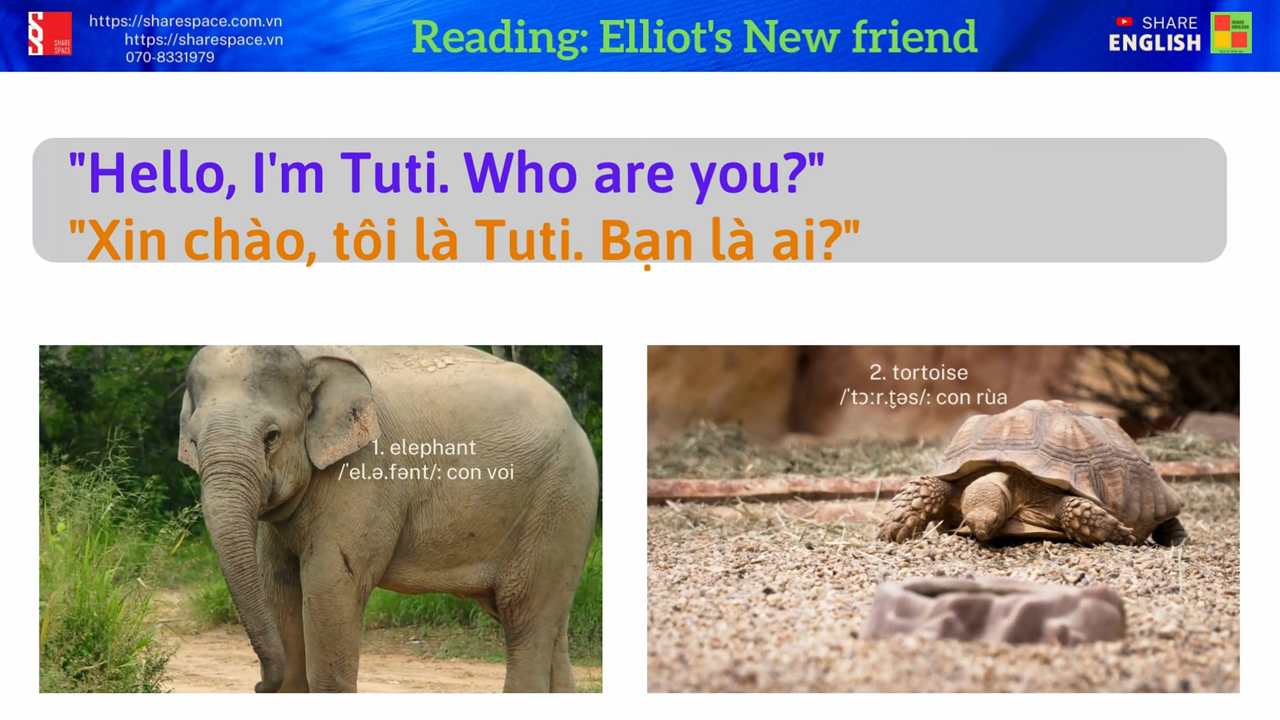 SHARE
SPACE
https://sharespace.com.vn
https://sharespace.vn
070-8331979
Reading: Elliot's New friend
SHARE
ENGLISH
"Hello, I'm Tuti. Who are you?"
"Xin chào, tôi là Tuti. Bạn là ai?"
1. elephant
/ˈel.ə.fənt/: con voi
2. tortoise
/ˈtɔːr.t̬əs/: con rùa